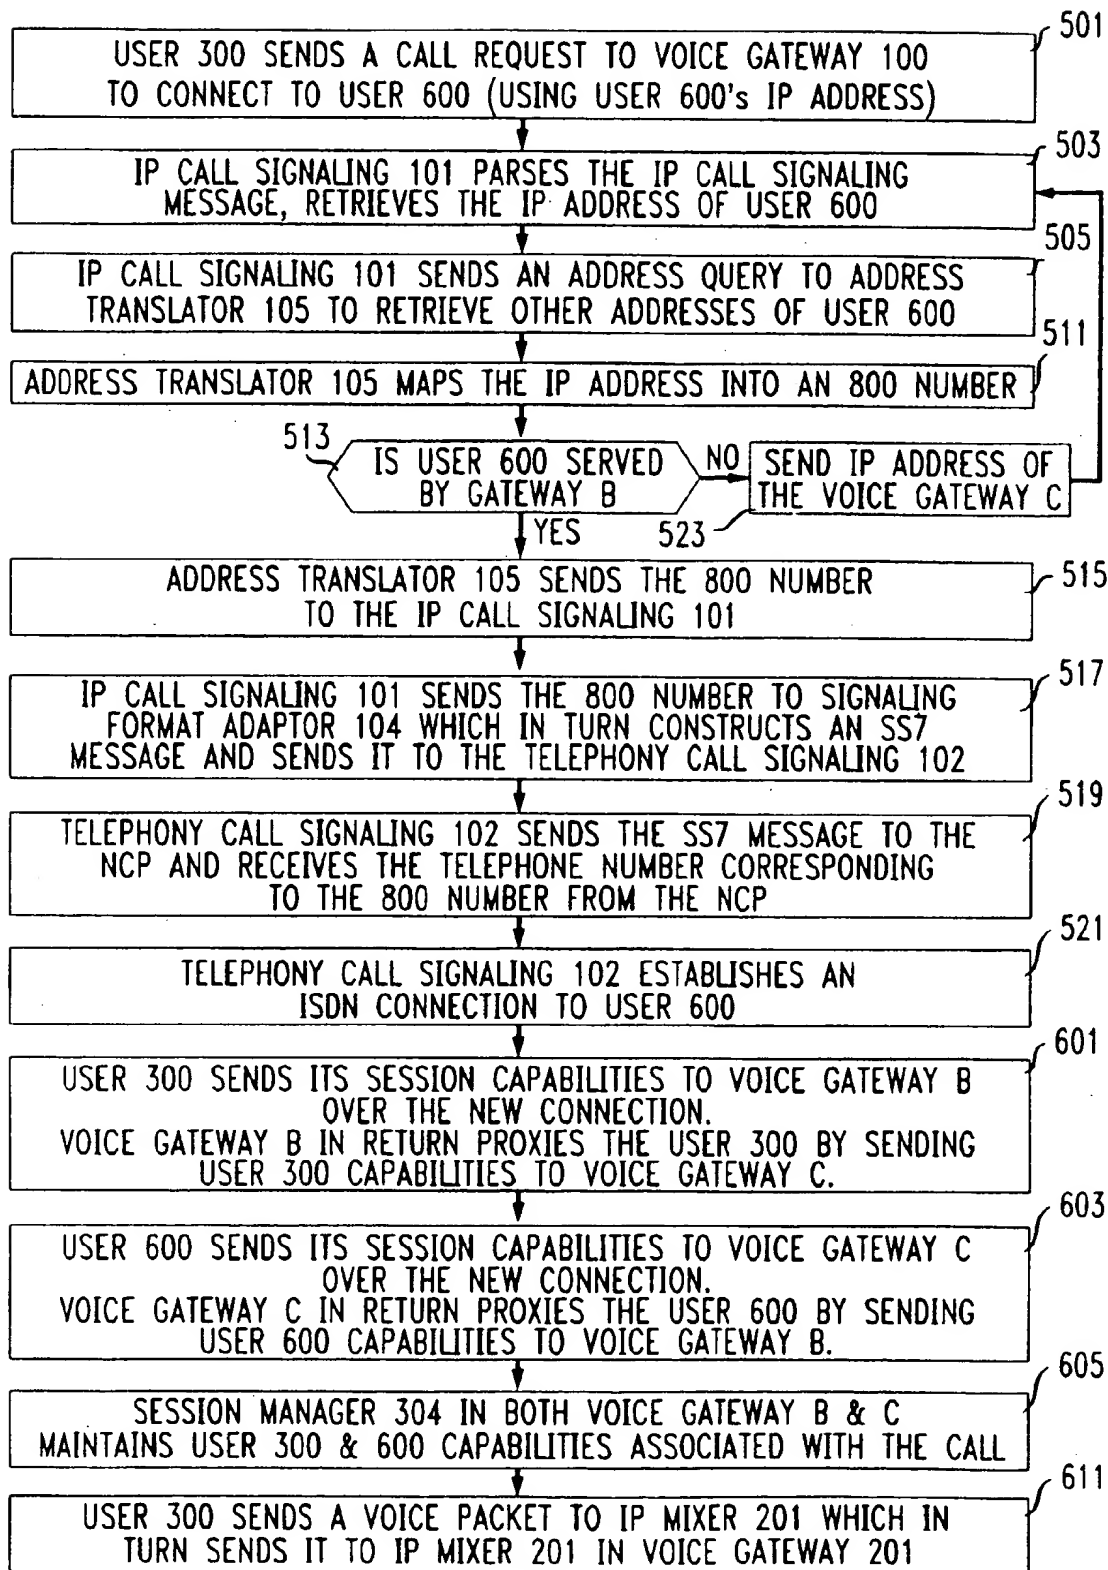 501
USER 300 SENDS A CALL REQUEST TO VOICE GATEWAY 100
TO CONNECT TO USER 600 (USING USER 600's IP ADDRESS)
503
IP CALL SIGNALING 101 PARSES THE IP CALL SIGNALING
MESSAGE, RETRIEVES THE IP ADDRESS OF USER 600
505
IP CALL SIGNALING 101 SENDS AN ADDRESS QUERY TO ADDRESS
TRANSLATOR 105 TO RETRIEVE OTHER ADDRESSES OF USER 600
511
ADDRESS TRANSLATOR 105 MAPS THE IP ADDRESS INTO AN 800 NUMBER
513
IS USER 600 SERVED
BY GATEWAY B
NO
SEND IP ADDRESS OF
THE VOICE GATEWAY C
523
YES
515
ADDRESS TRANSLATOR 105 SENDS THE 800 NUMBER
TO THE IP CALL SIGNALING 101
517
IP CALL SIGNALING 101 SENDS THE 800 NUMBER TO SIGNALING
FORMAT ADAPTOR 104 WHICH IN TURN CONSTRUCTS AN SS7
MESSAGE AND SENDS IT TO THE TELEPHONY CALL SIGNALING 102
519
TELEPHONY CALL SIGNALING 102 SENDS THE SS7 MESSAGE TO THE
NCP AND RECEIVES THE TELEPHONE NUMBER CORRESPONDING
TO THE 800 NUMBER FROM THE NCP
521
TELEPHONY CALL SIGNALING 102 ESTABLISHES AN
ISDN CONNECTION TO USER 600
601
USER 300 SENDS ITS SESSION CAPABILITIES TO VOICE GATEWAY B
OVER THE NEW CONNECTION.
VOICE GATEWAY B IN RETURN PROXIES THE USER 300 BY SENDING
USER 300 CAPABILITIES TO VOICE GATEWAY C.
603
USER 600 SENDS ITS SESSION CAPABILITIES TO VOICE GATEWAY C
OVER THE NEW CONNECTION.
VOICE GATEWAY C IN RETURN PROXIES THE USER 600 BY SENDING
USER 600 CAPABILITIES TO VOICE GATEWAY B.
605
SESSION MANAGER 304 IN BOTH VOICE GATEWAY B & C
MAINTAINS USER 300 & 600 CAPABILITIES ASSOCIATED WITH THE CALL
611
USER 300 SENDS A VOICE PACKET TO IP MIXER 201 WHICH IN
TURN SENDS IT TO IP MIXER 201 IN VOICE GATEWAY 201